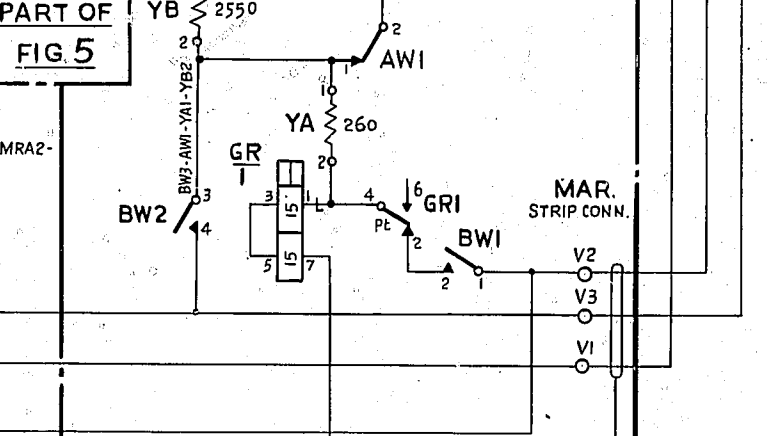 PART OF
FIG. 5
YB 2550
2
2
1
AW1
BW3-AW1-YA1-YB2
1
YA 260
2
MRA2-
GR
1
3 15 1 L
5 15 7
BW2 3
4
4 6 GR1
Pt
2
BW1
2 1
MAR.
STRIP CONN.
V2
V3
V1